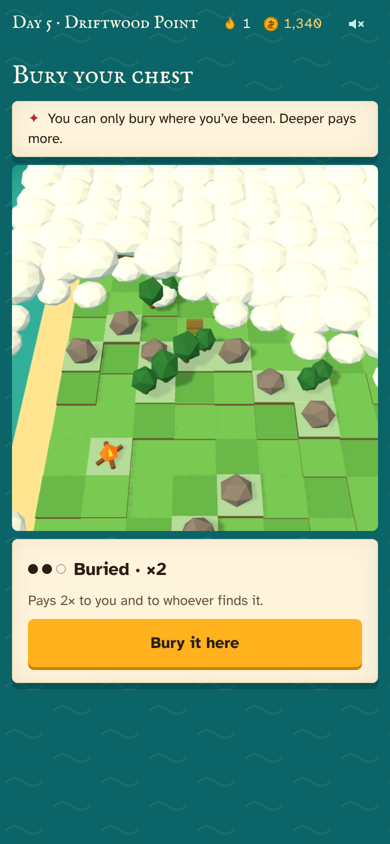 Day 5 · Driftwood Point 1 1,340
Bury your chest
✦ You can only bury where you’ve been. Deeper pays
more.
Buried · ×2
Pays 2× to you and to whoever finds it.
Bury it here